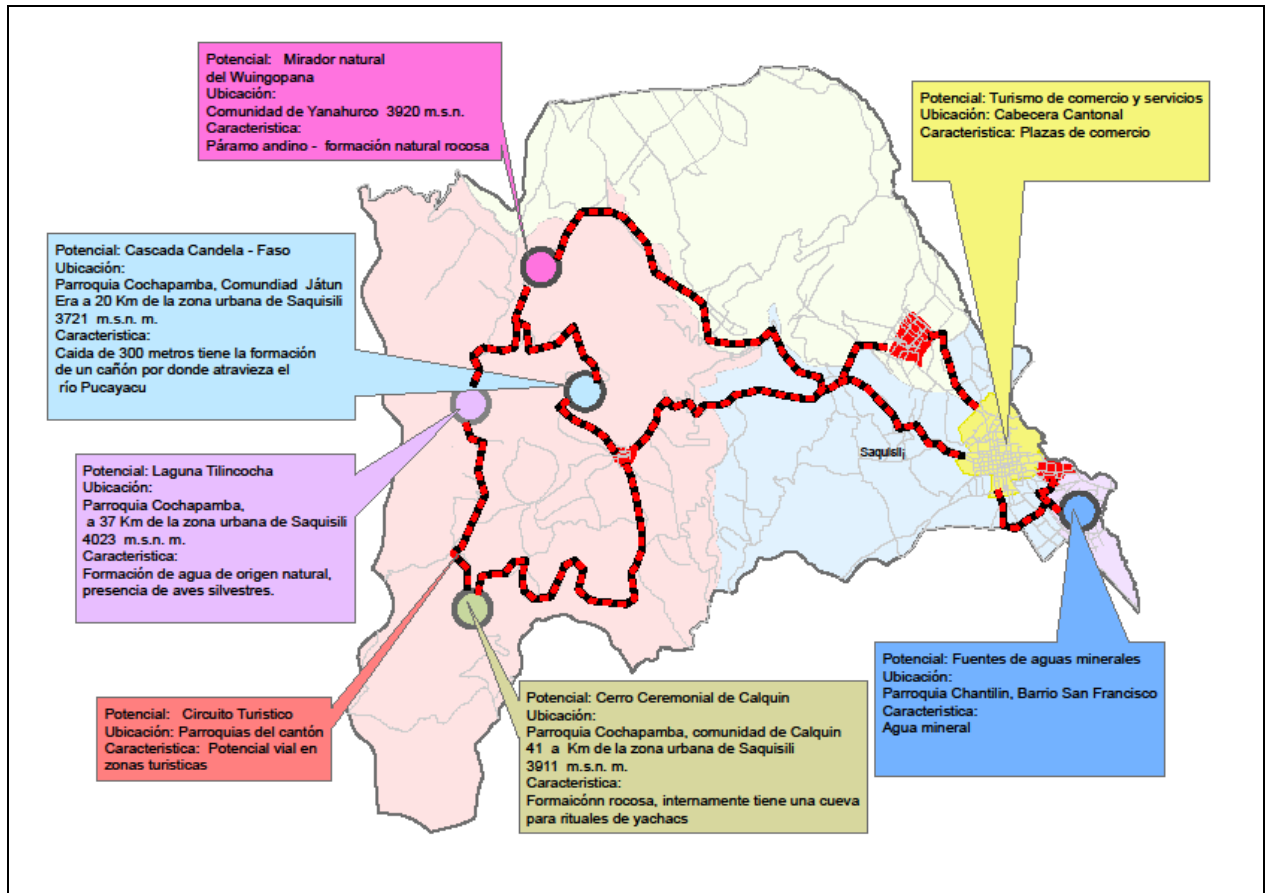 Potencial: Mirador natural
del Wuingopana
Ubicación:
Comunidad de Yanahurco 3920 m.s.n.
Caracteristica:
Páramo andino - formación natural rocosa
Potencial: Turismo de comercio y servicios
Ubicación: Cabecera Cantonal
Caracteristica: Plazas de comercio
Potencial: Cascada Candela - Faso
Ubicación:
Parroquia Cochapamba, Comundiad Játun
Era a 20 Km de la zona urbana de Saquisili
3721 m.s.n. m.
Caracteristica:
Caida de 300 metros tiene la formación
de un cañón por donde atravieza el
río Pucayacu
Saquisilí
Potencial: Laguna Tilincocha
Ubicación:
Parroquia Cochapamba,
a 37 Km de la zona urbana de Saquisili
4023 m.s.n. m.
Caracteristica:
Formación de agua de origen natural,
presencia de aves silvestres.
Potencial: Circuito Turistico
Ubicación: Parroquias del cantón
Caracteristica: Potencial vial en
zonas turisticas
Potencial: Cerro Ceremonial de Calquin
Ubicación:
Parroquia Cochapamba, comunidad de Calquin
41 a Km de la zona urbana de Saquisili
3911 m.s.n. m.
Caracteristica:
Formaicónn rocosa, internamente tiene una cueva
para rituales de yachacs
Potencial: Fuentes de aguas minerales
Ubicación:
Parroquia Chantilin, Barrio San Francisco
Caracteristica:
Agua mineral